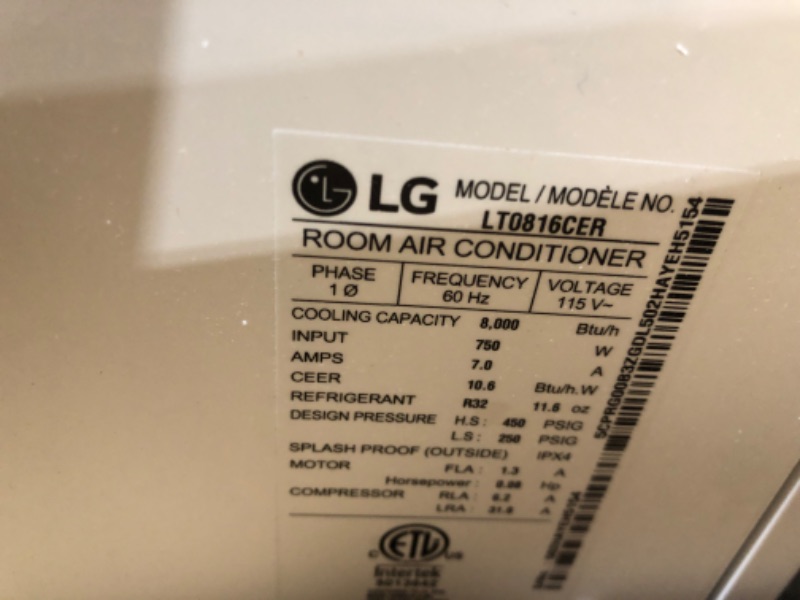 LG MODEL / MODÈLE NO.
LT0816CER
ROOM AIR CONDITIONER
PHASE FREQUENCY VOLTAGE
1 Ø 60 Hz 115 V~
COOLING CAPACITY 8,000 Btu/h
INPUT 750 W
AMPS 7.0 A
CEER 10.6 Btu/h.W
REFRIGERANT R32 11.6 oz
DESIGN PRESSURE H.S : 450 PSIG
L.S : 250 PSIG
SPLASH PROOF (OUTSIDE) IPX4
MOTOR FLA : 1.3 A
Horsepower : 0.08 Hp
COMPRESSOR RLA : 6.2 A
LRA : 31.5 A
C ETL US
Intertek